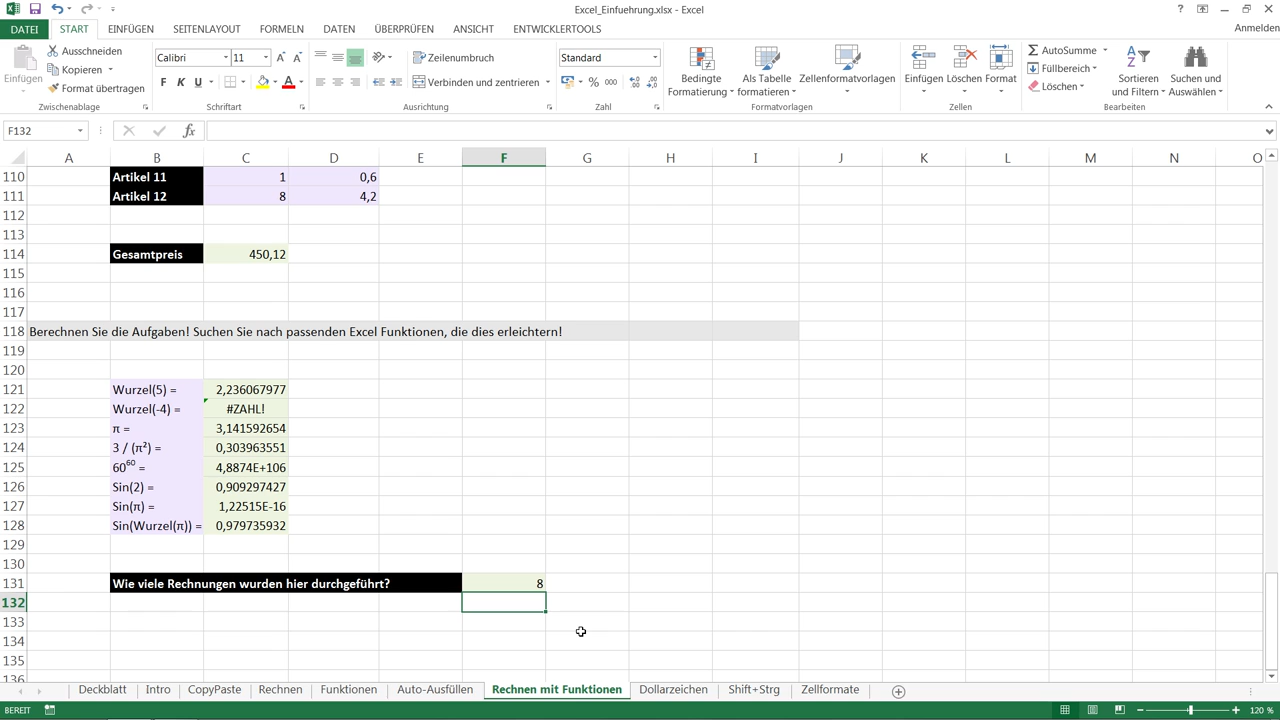 Excel_Einfuehrung.xlsx - Excel
DATEI START EINFÜGEN SEITENLAYOUT FORMELN DATEN ÜBERPRÜFEN ANSICHT ENTWICKLERTOOLS Anmelden
Einfügen
Ausschneiden
Kopieren
Format übertragen
Zwischenablage
Calibri 11
F K U
Schriftart
Zeilenumbruch
Verbinden und zentrieren
Ausrichtung
Standard
% 000
Zahl
Bedingte Formatierung
Als Tabelle formatieren
Zellenformatvorlagen
Formatvorlagen
Einfügen Löschen Format
Zellen
AutoSumme
Füllbereich
Löschen
Sortieren und Filtern
Suchen und Auswählen
Bearbeiten
F132 fx
A B C D E F G H I J K L M N O
110 Artikel 11 1 0,6
111 Artikel 12 8 4,2
112
113
114 Gesamtpreis 450,12
115
116
117
118 Berechnen Sie die Aufgaben! Suchen Sie nach passenden Excel Funktionen, die dies erleichtern!
119
120
121 Wurzel(5) = 2,236067977
122 Wurzel(-4) = #ZAHL!
123 π = 3,141592654
124 3 / (π²) = 0,303963551
125 60⁶⁰ = 4,8874E+106
126 Sin(2) = 0,909297427
127 Sin(π) = 1,22515E-16
128 Sin(Wurzel(π)) = 0,979735932
129
130
131 Wie viele Rechnungen wurden hier durchgeführt? 8
132
133
134
135
136
Deckblatt Intro CopyPaste Rechnen Funktionen Auto-Ausfüllen Rechnen mit Funktionen Dollarzeichen Shift+Strg Zellformate
BEREIT 120 %